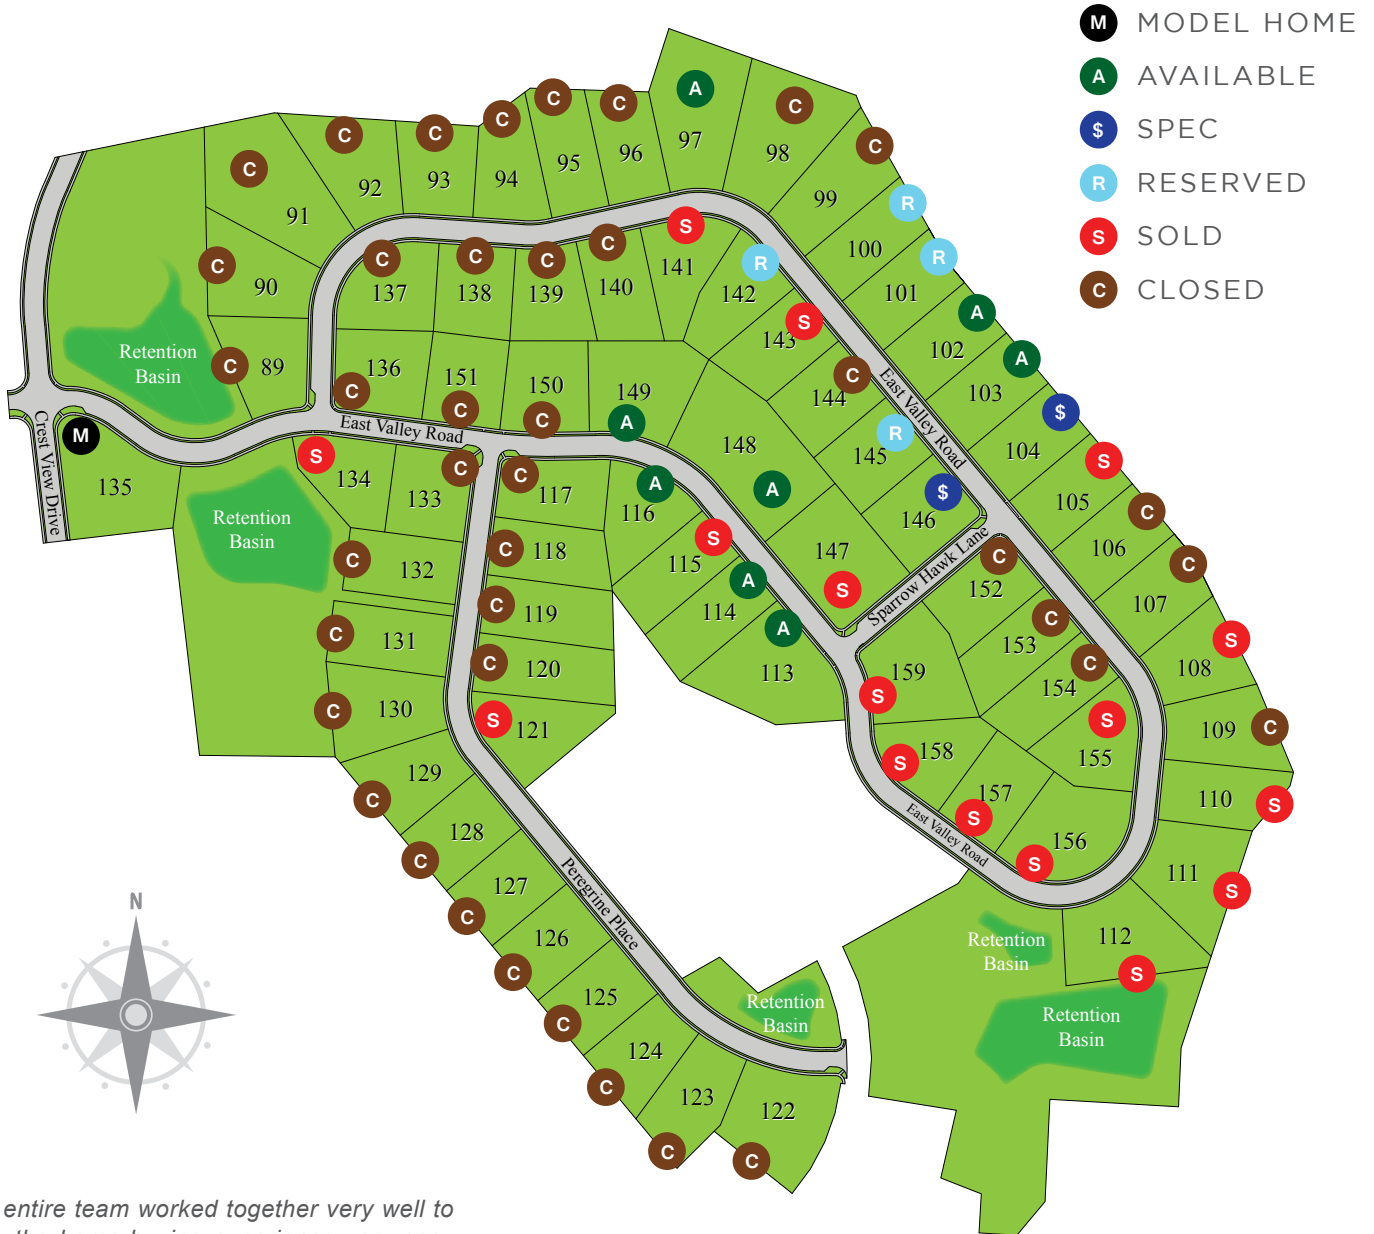 M MODEL HOME
A AVAILABLE
$ SPEC
R RESERVED
S SOLD
C CLOSED
C C C C C C A C C
91 92 93 94 95 96 97 98 99
R 100
R 101
A 102
A 103
$ 104
S 105
C 106
C 107
S 108
C 109
S 110
S 111
S 112
C 90
C 89
Retention
Basin
C 137
C 138
C 139
C 140
S 141
R 142
S 143
C 144
R 145
$ 146
S 147
A 148
A 149
C 150
C 151
C 136
East Valley Road
East Valley Road
Sparrow Hawk Lane
Crest View Drive
M 135
S 134
C 133
C 132
C 131
C 130
C 129
C 128
C 127
C 126
C 125
C 124
C 123
C 122
Retention
Basin
C 117
C 118
C 119
C 120
S 121
A 116
S 115
A 114
A 113
C 152
C 153
C 154
S 155
S 156
S 157
S 158
S 159
East Valley Road
Peregrine Place
Retention
Basin
Retention
Basin
Retention
Basin
N
entire team worked together very well to